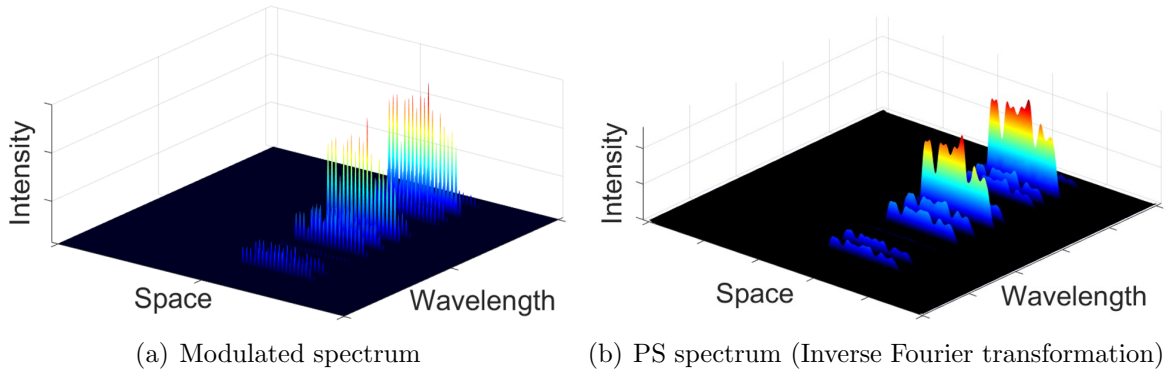 Intensity
Space
Wavelength
(a) Modulated spectrum
Intensity
Space
Wavelength
(b) PS spectrum (Inverse Fourier transformation)